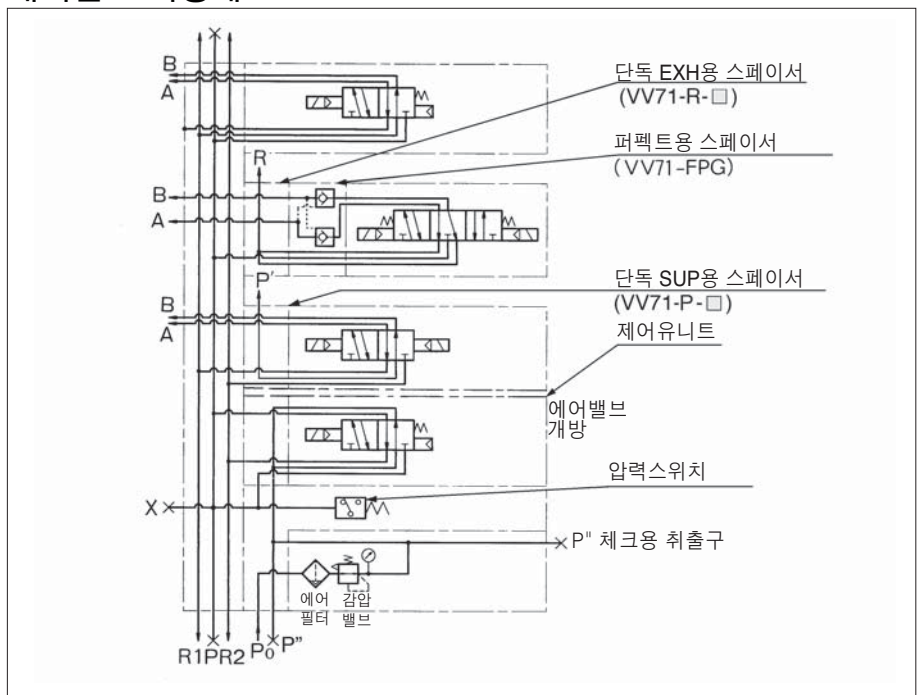 X
B
A
단독 EXH용 스페이서
(VV71-R-□)
퍼펙트용 스페이서
(VV71-FPG)
R
B
A
P'
단독 SUP용 스페이서
(VV71-P-□)
B
A
제어유니트
에어밸브
개방
압력스위치
X
P" 체크용 취출구
에어
필터
감압
밸브
R1PR2 P0 P"